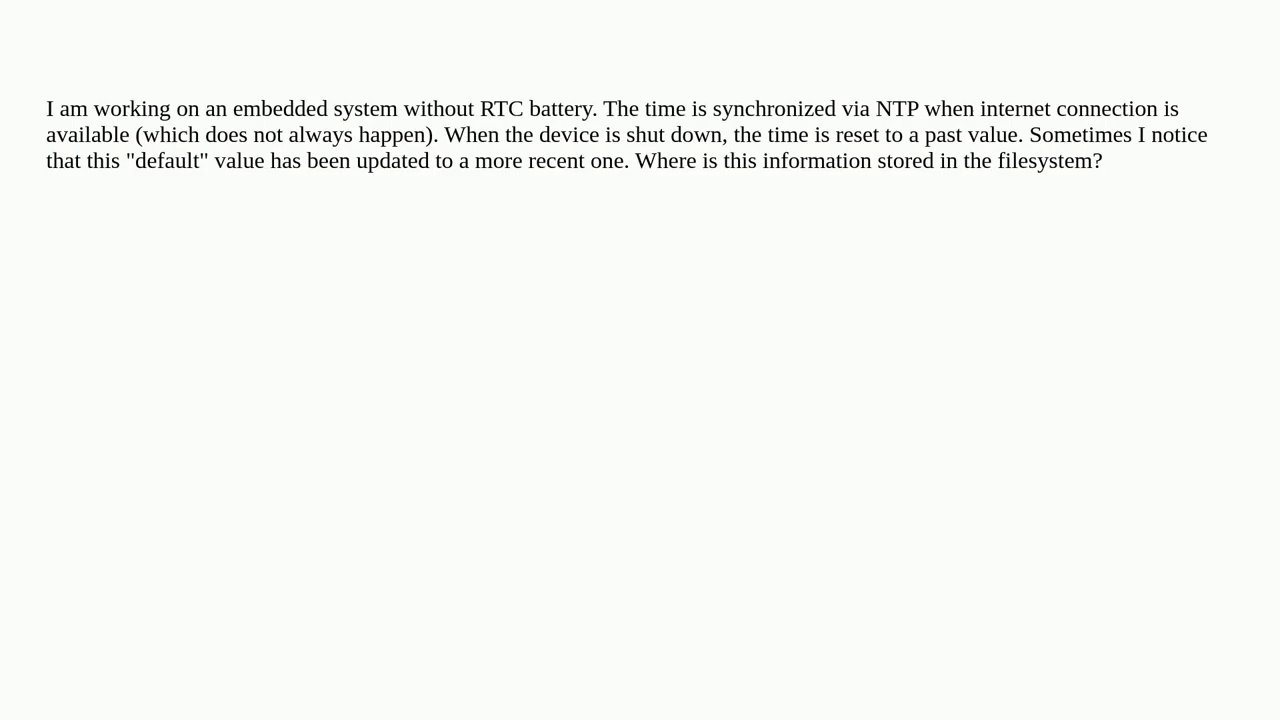 I am working on an embedded system without RTC battery. The time is synchronized via NTP when internet connection is
available (which does not always happen). When the device is shut down, the time is reset to a past value. Sometimes I notice
that this "default" value has been updated to a more recent one. Where is this information stored in the filesystem?